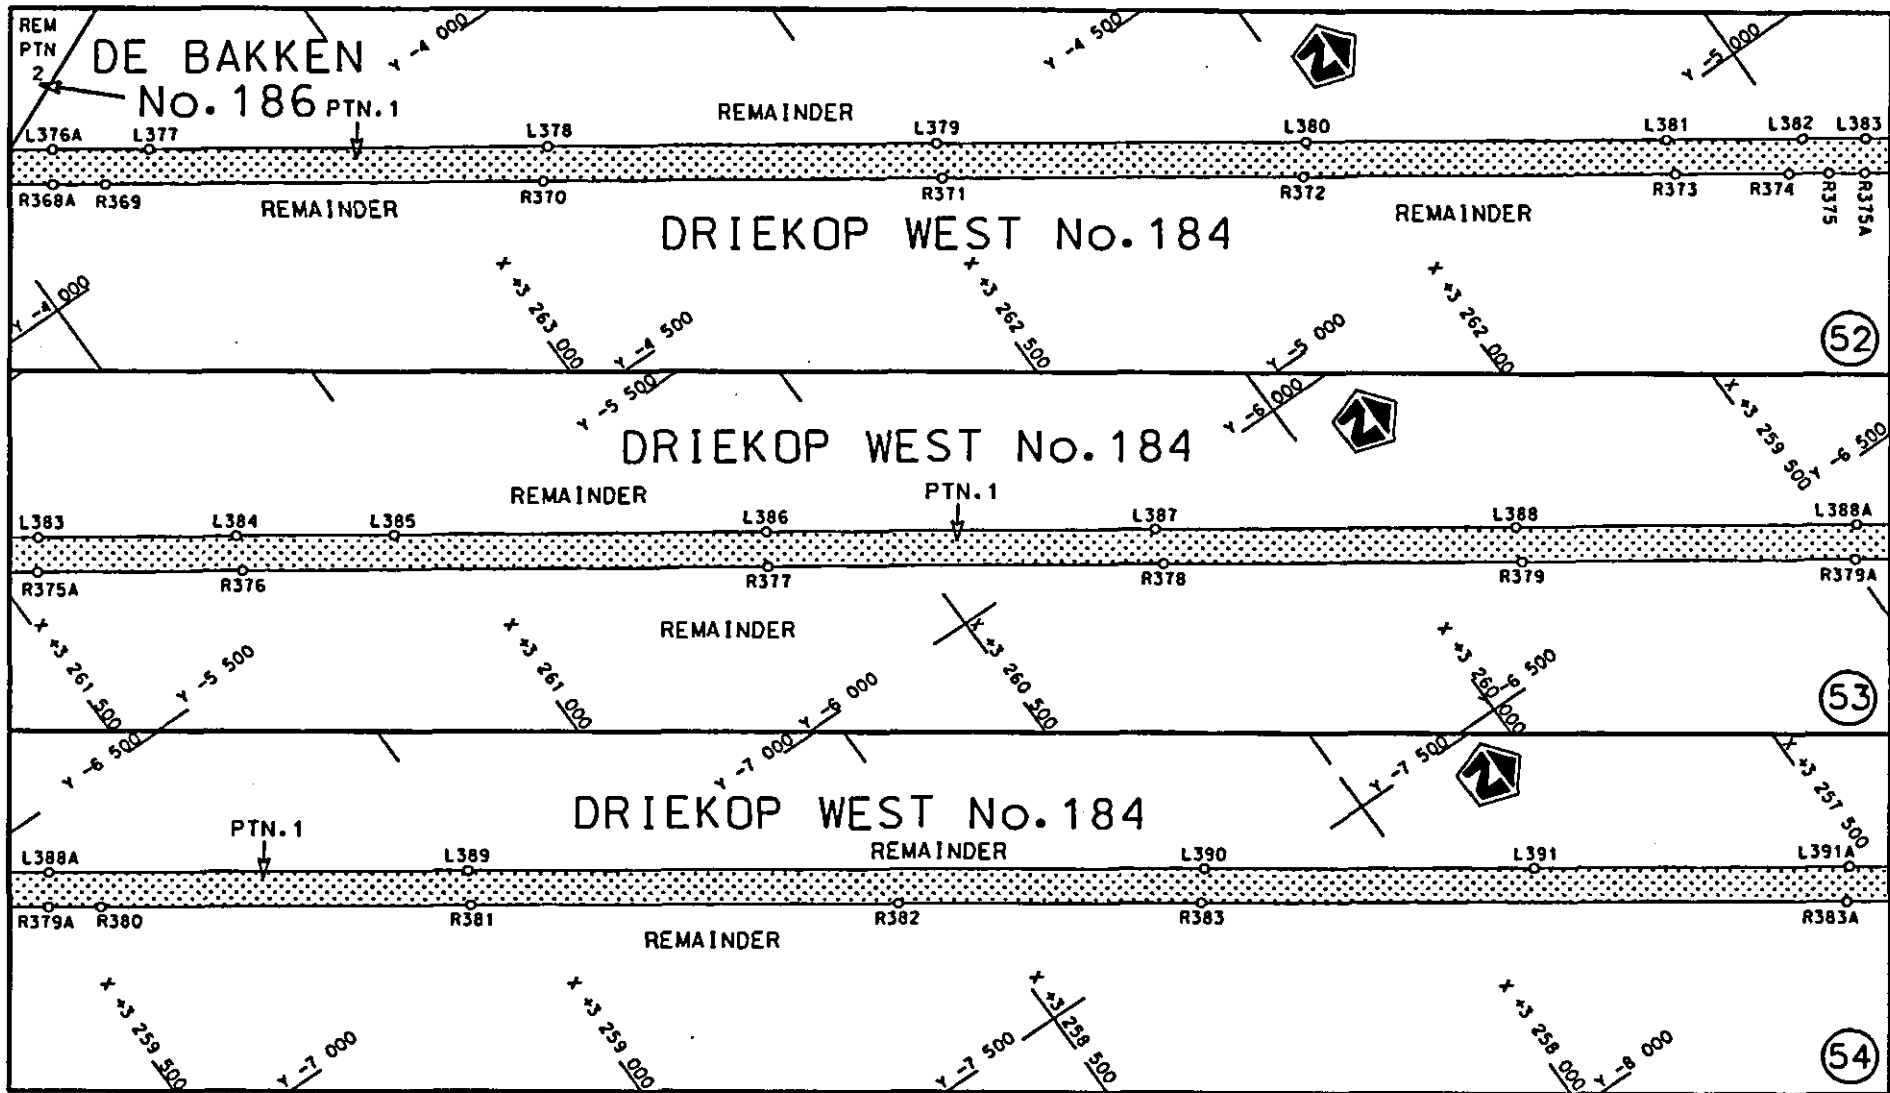 REM
PTN
2
DE BAKKEN
No.186 PTN.1
Y -4 000
Y -4 500
Y -5 000
REMAINDER
L376A L377 L378 L379 L380 L381 L382 L383
R368A R369 R370 R371 R372 R373 R374 R375 R375A
REMAINDER
REMAINDER
DRIEKOP WEST No.184
Y -4 000
X +3 263 000
Y -4 500
X +3 262 500
Y -5 000
X +3 262 000
52
Y -5 500
Y -6 000
X +3 259 500
Y -6 500
DRIEKOP WEST No.184
REMAINDER
PTN.1
L383 L384 L385 L386 L387 L388 L388A
R375A R376 R377 R378 R379 R379A
REMAINDER
X +3 261 500
Y -5 500
X +3 261 000
Y -6 000
X +3 260 500
X +3 260 000
Y -6 500
53
Y -6 500
Y -7 000
Y -7 500
X +3 257 500
DRIEKOP WEST No.184
PTN.1
REMAINDER
L388A L389 L390 L391 L391A
R379A R380 R381 R382 R383 R383A
REMAINDER
X +3 259 500
Y -7 000
X +3 259 000
Y -7 500
X +3 258 500
X +3 258 000
Y -8 000
54